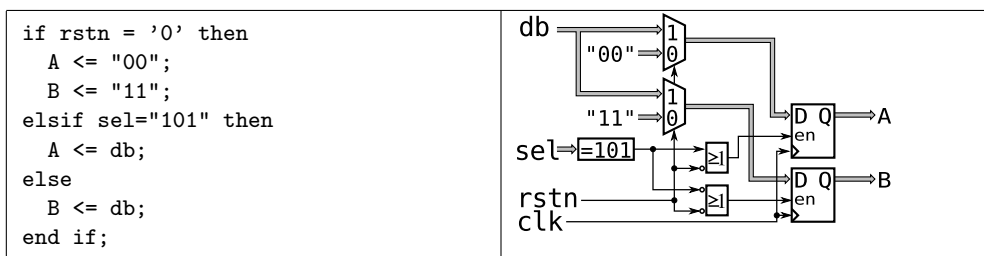 if rstn = '0' then
A <= "00";
B <= "11";
elsif sel="101" then
A <= db;
else
B <= db;
end if;
db
1
"00"
0
1
"11"
0
D Q
A
en
sel
=101
≥1
D Q
B
rstn
≥1
en
clk